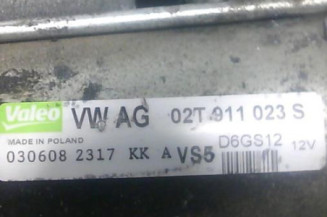 Valeo VW AG 02T 911 023 S
MADE IN POLAND D6GS12 12V
030608 2317 KK A VS5